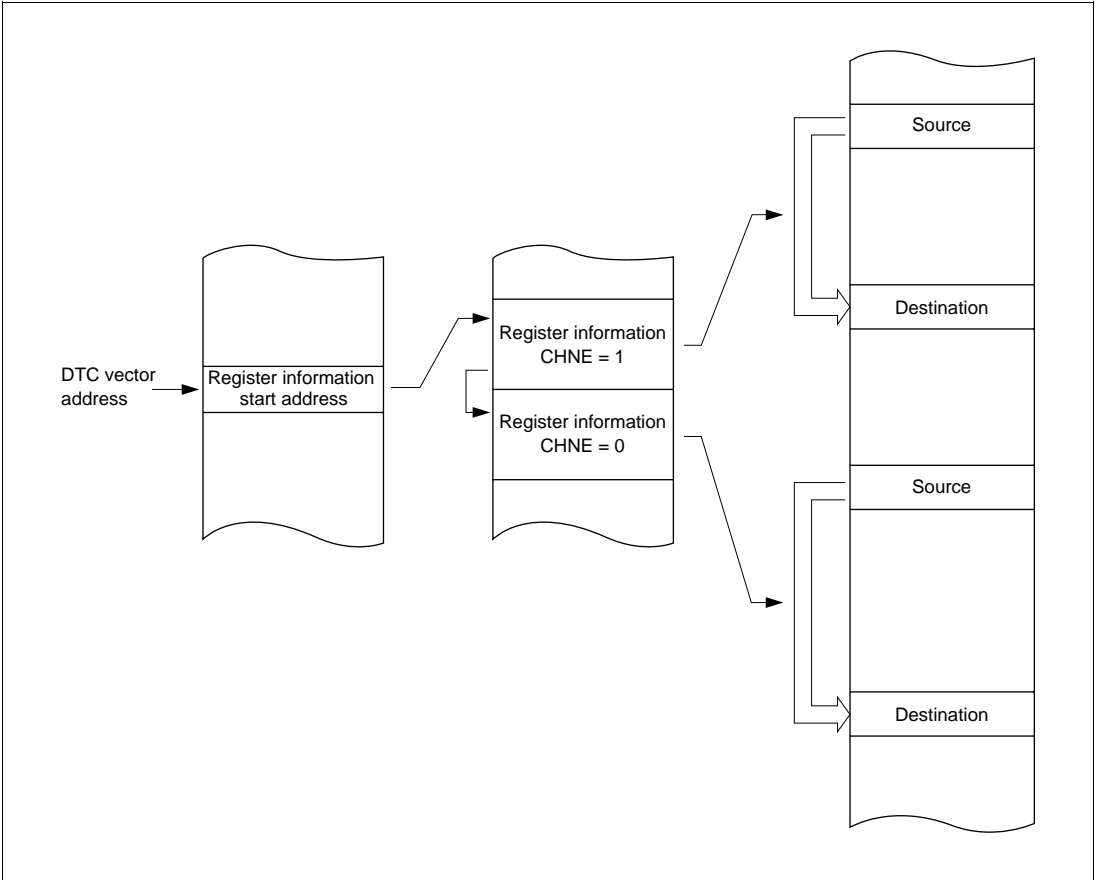 DTC vector
address
Register information
start address
Register information
CHNE = 1
Register information
CHNE = 0
Source
Destination
Source
Destination